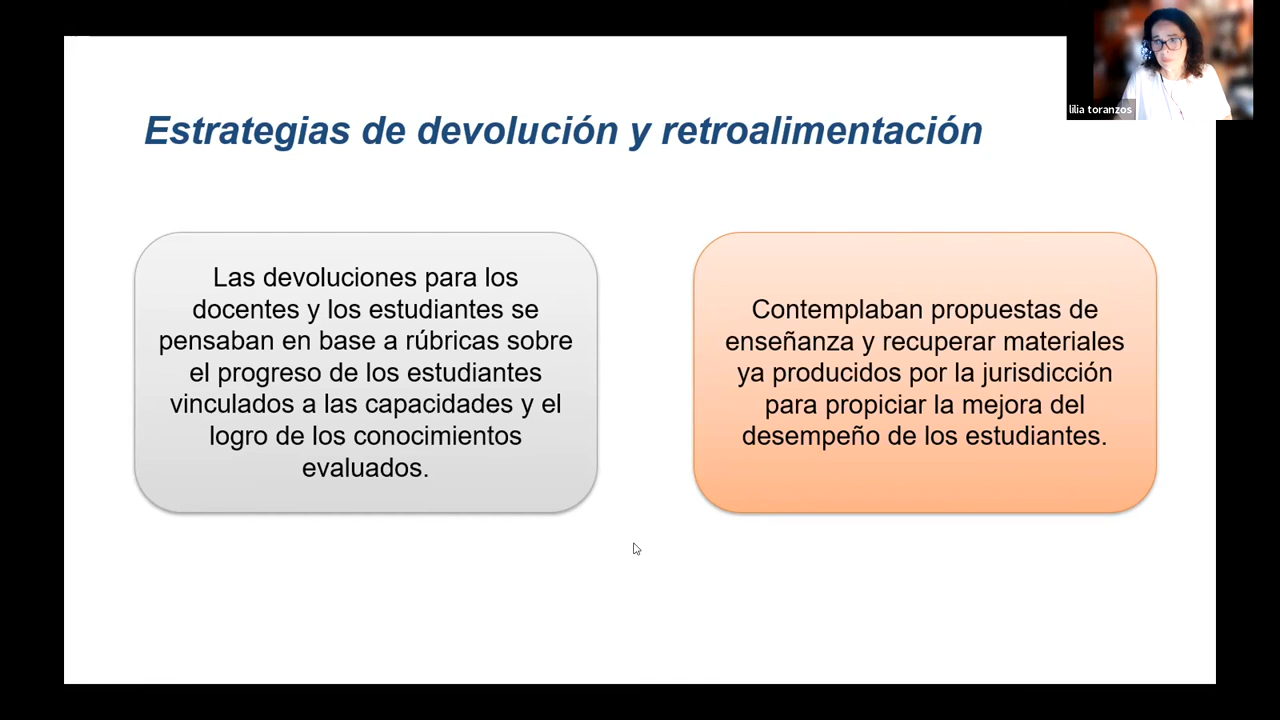 lilia toranzos
Estrategias de devolución y retroalimentación
Las devoluciones para los
docentes y los estudiantes se
pensaban en base a rúbricas sobre
el progreso de los estudiantes
vinculados a las capacidades y el
logro de los conocimientos
evaluados.
Contemplaban propuestas de
enseñanza y recuperar materiales
ya producidos por la jurisdicción
para propiciar la mejora del
desempeño de los estudiantes.